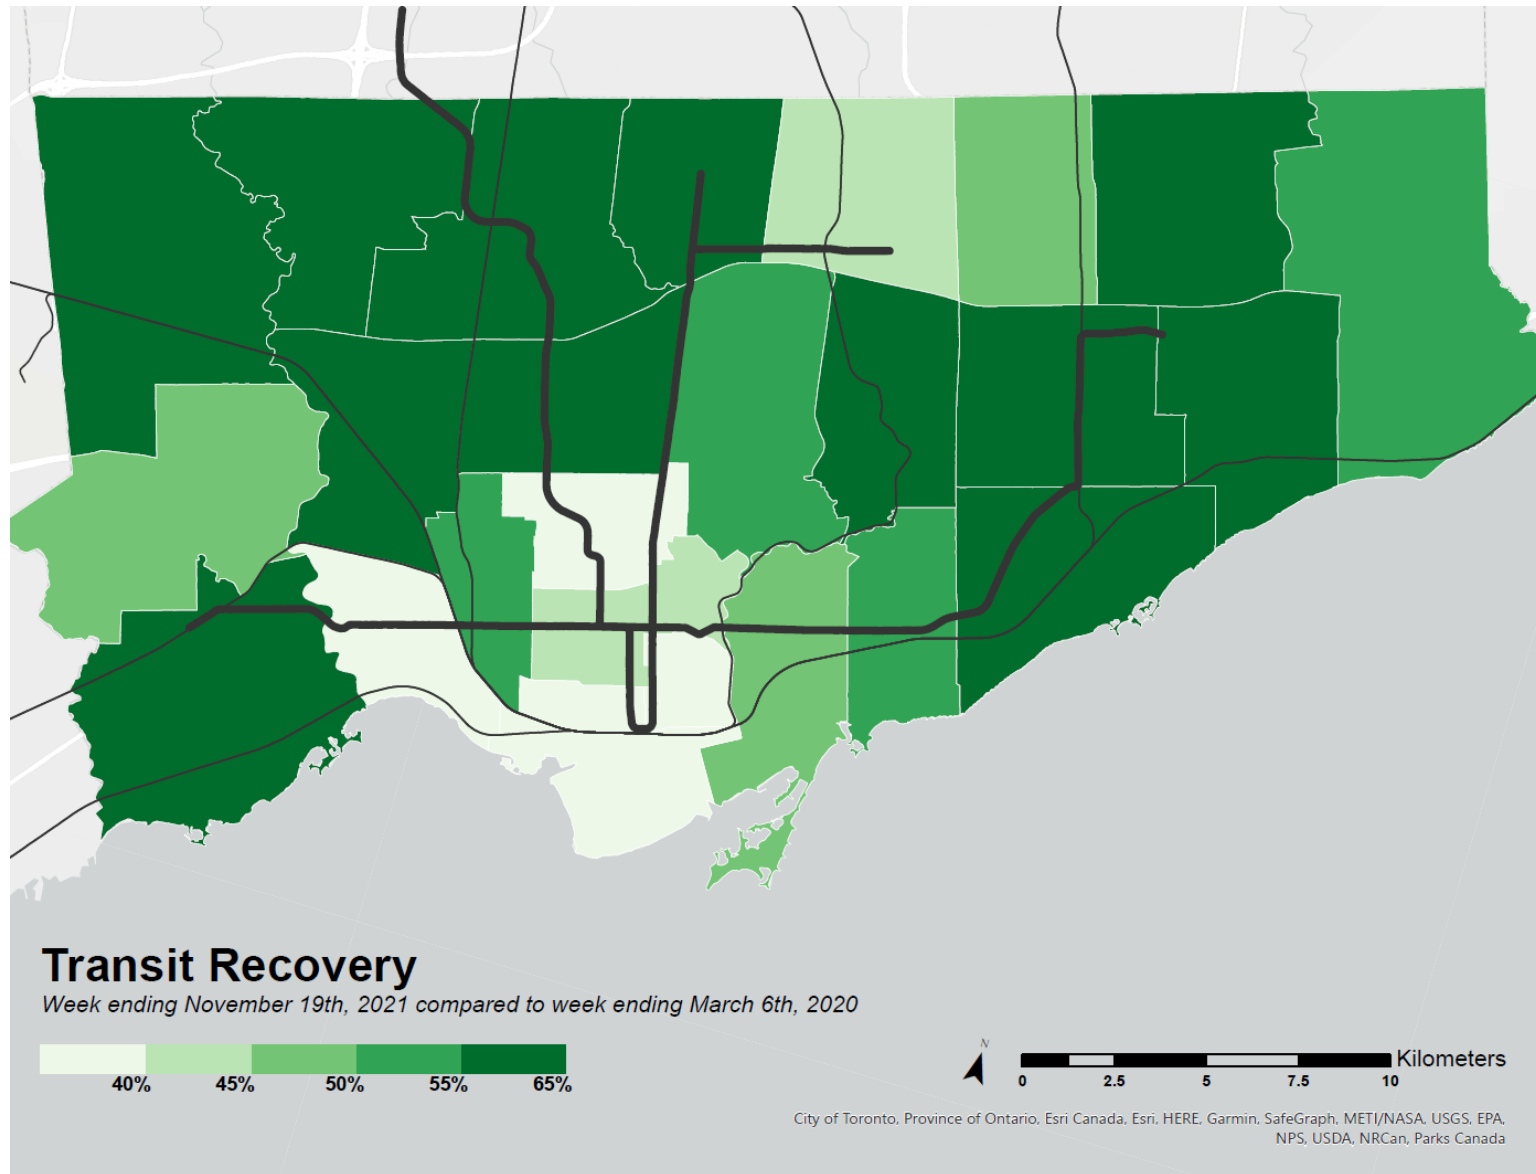 Transit Recovery
Week ending November 19th, 2021 compared to week ending March 6th, 2020
40% 45% 50% 55% 65%
N
Kilometers
0 2.5 5 7.5 10
City of Toronto, Province of Ontario, Esri Canada, Esri, HERE, Garmin, SafeGraph, METI/NASA, USGS, EPA,
NPS, USDA, NRCan, Parks Canada